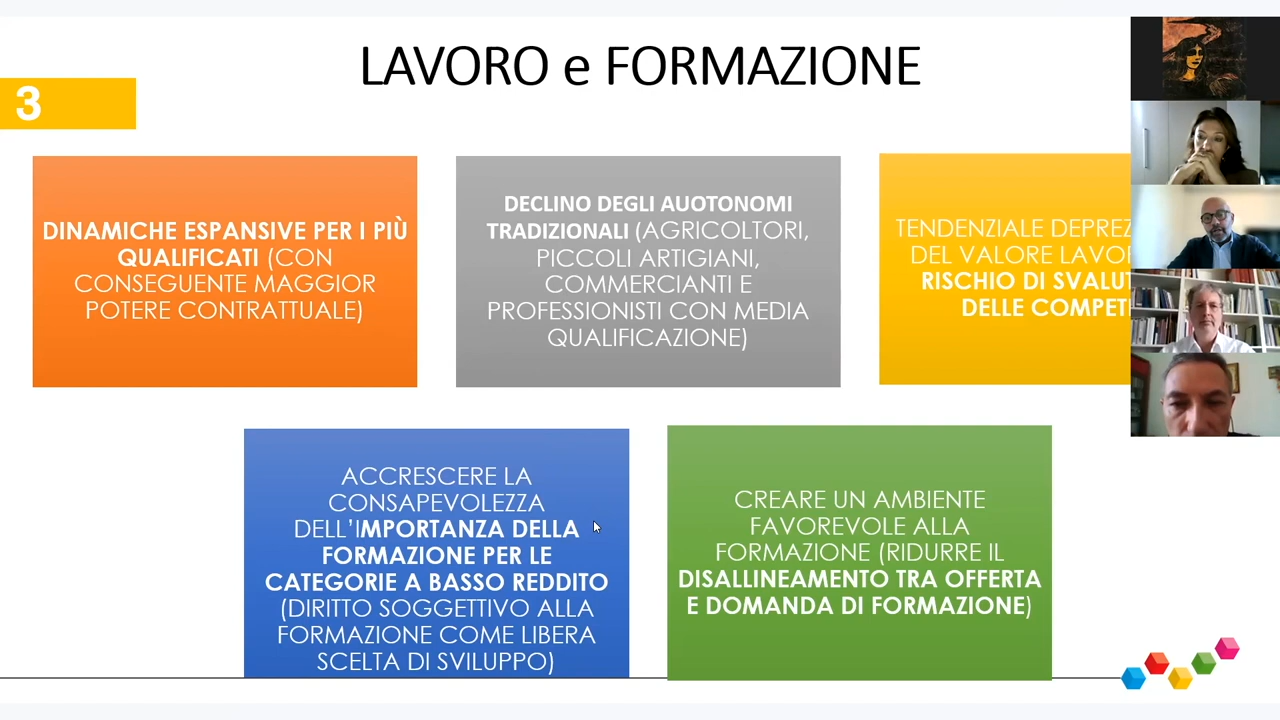 LAVORO e FORMAZIONE
3
DINAMICHE ESPANSIVE PER I PIÙ
QUALIFICATI (CON
CONSEGUENTE MAGGIOR
POTERE CONTRATTUALE)
DECLINO DEGLI AUOTONOMI
TRADIZIONALI (AGRICOLTORI,
PICCOLI ARTIGIANI,
COMMERCIANTI E
PROFESSIONISTI CON MEDIA
QUALIFICAZIONE)
TENDENZIALE
DEL VALORE
RISCHIO DI
DELLE
ACCRESCERE LA
CONSAPEVOLEZZA
DELL'IMPORTANZA DELLA
FORMAZIONE PER LE
CATEGORIE A BASSO REDDITO
(DIRITTO SOGGETTIVO ALLA
FORMAZIONE COME LIBERA
SCELTA DI SVILUPPO)
CREARE UN AMBIENTE
FAVOREVOLE ALLA
FORMAZIONE (RIDURRE IL
DISALLINEAMENTO TRA OFFERTA
E DOMANDA DI FORMAZIONE)